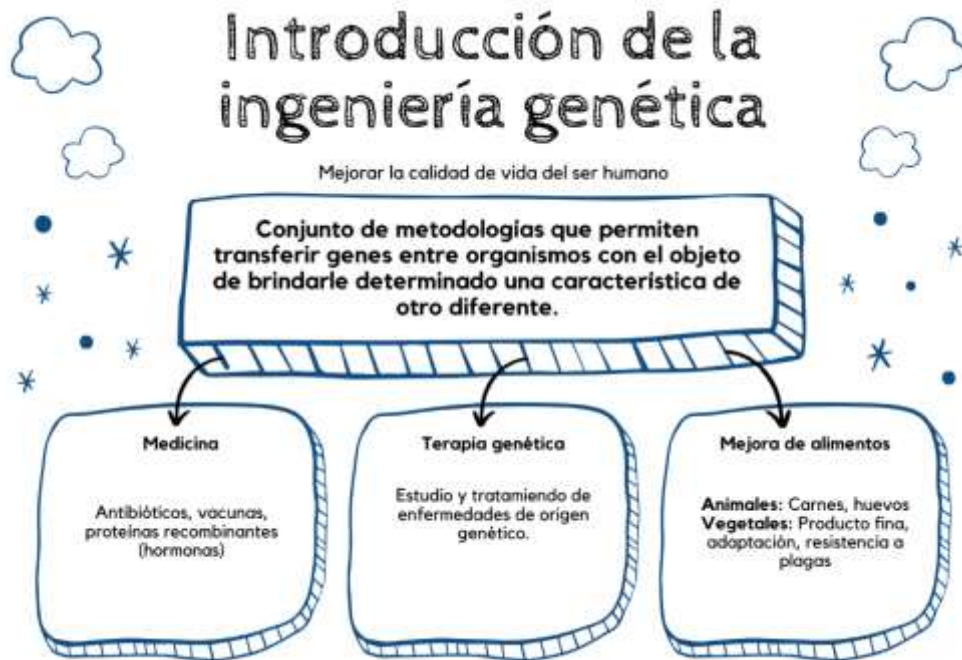 Introducción de la
ingeniería genética
Mejorar la calidad de vida del ser humano
Conjunto de metodologías que permiten
transferir genes entre organismos con el objeto
de brindarle determinado una característica de
otro diferente.
Medicina
Antibióticos, vacunas,
proteínas recombinantes
(hormonas)
Terapia genética
Estudio y tratamiendo de
enfermedades de origen
genético.
Mejora de alimentos
Animales: Carnes, huevos
Vegetales: Producto fina,
adaptación, resistencia a
plagas